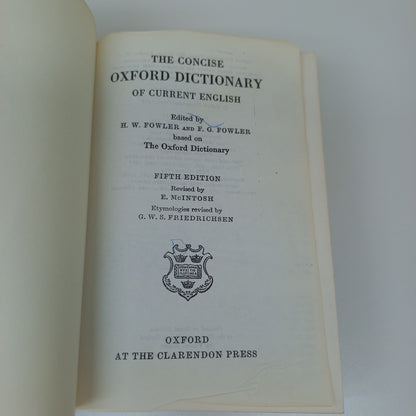 THE CONCISE
OXFORD DICTIONARY
OF CURRENT ENGLISH
Edited by
H. W. FOWLER AND F. G. FOWLER
based on
The Oxford Dictionary
FIFTH EDITION
Revised by
E. McINTOSH
Etymologies revised by
G. W. S. FRIEDRICHSEN
OXFORD
AT THE CLARENDON PRESS